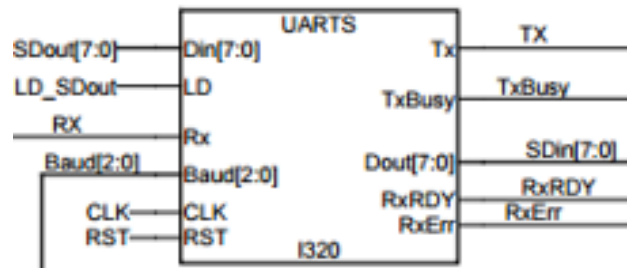 UARTS
SDout[7:0] Din[7:0] Tx TX
LD_SDout LD TxBusy TxBusy
RX Rx
Baud[2:0] Baud[2:0] Dout[7:0] SDin[7:0]
CLK CLK RxRDY RxRDY
RST RST RxErr RxErr
I320